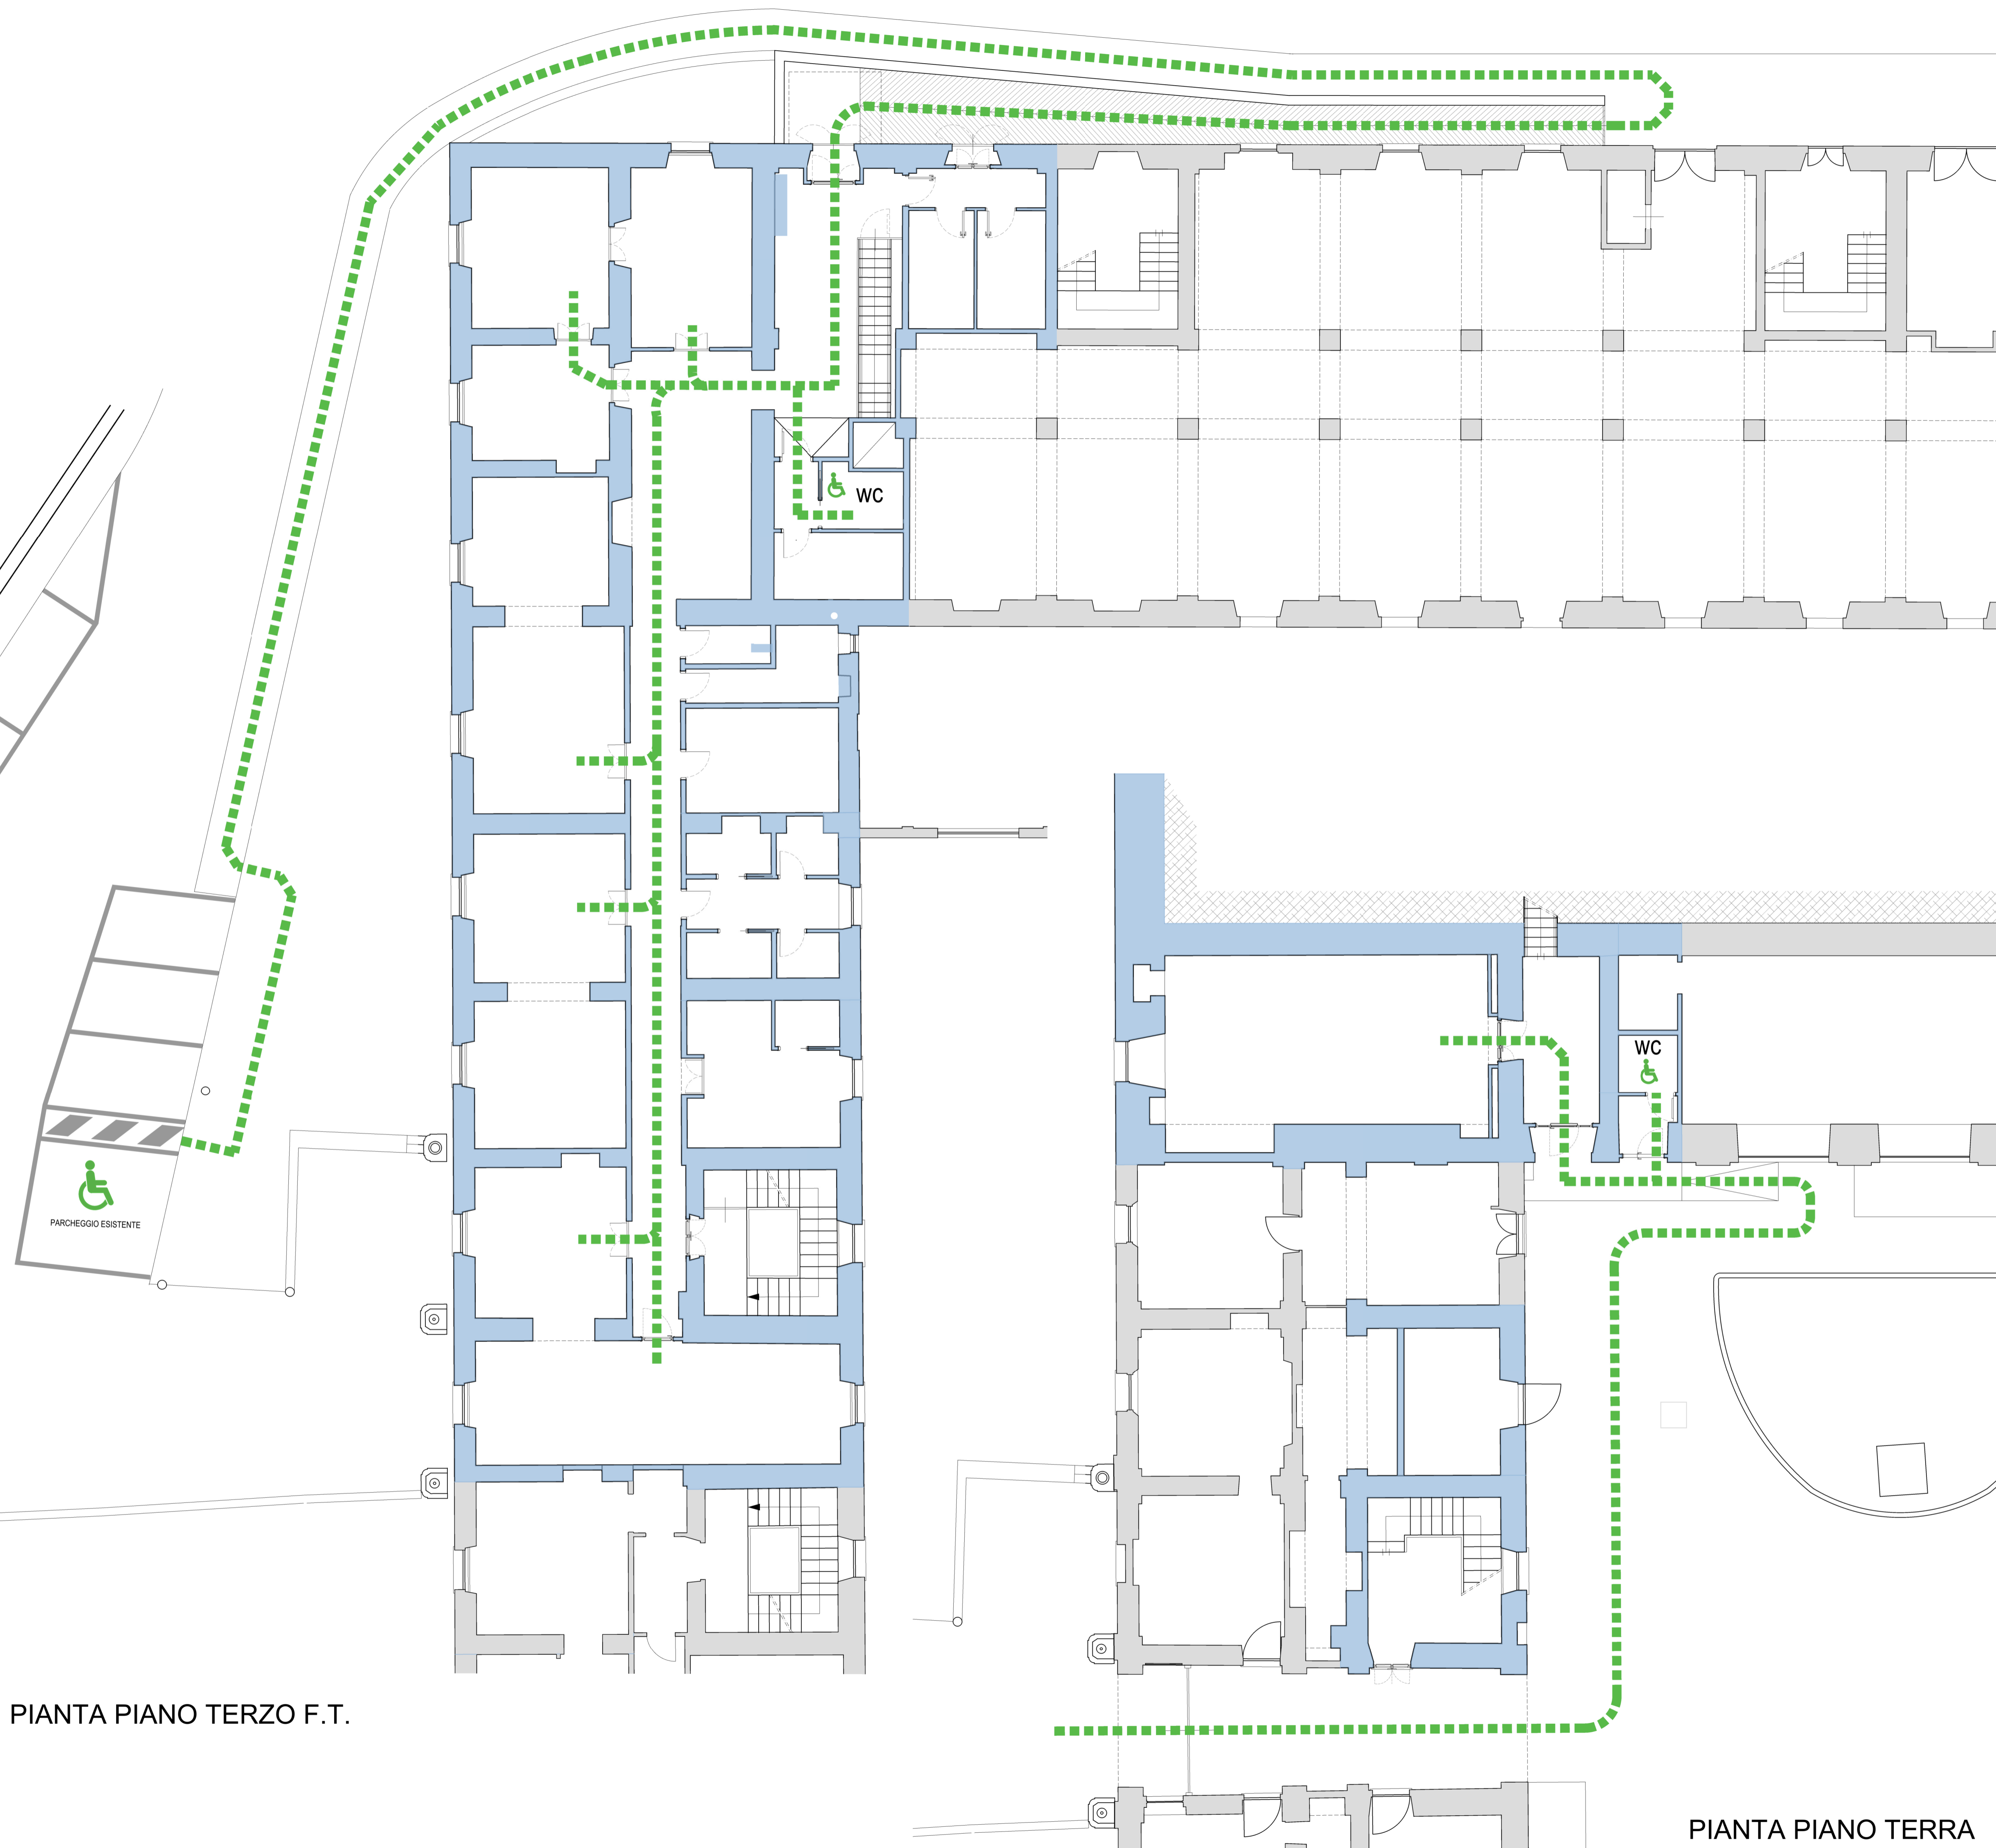 WC
WC
PARCHEGGIO ESISTENTE
PIANTA PIANO TERZO F.T.
PIANTA PIANO TERRA